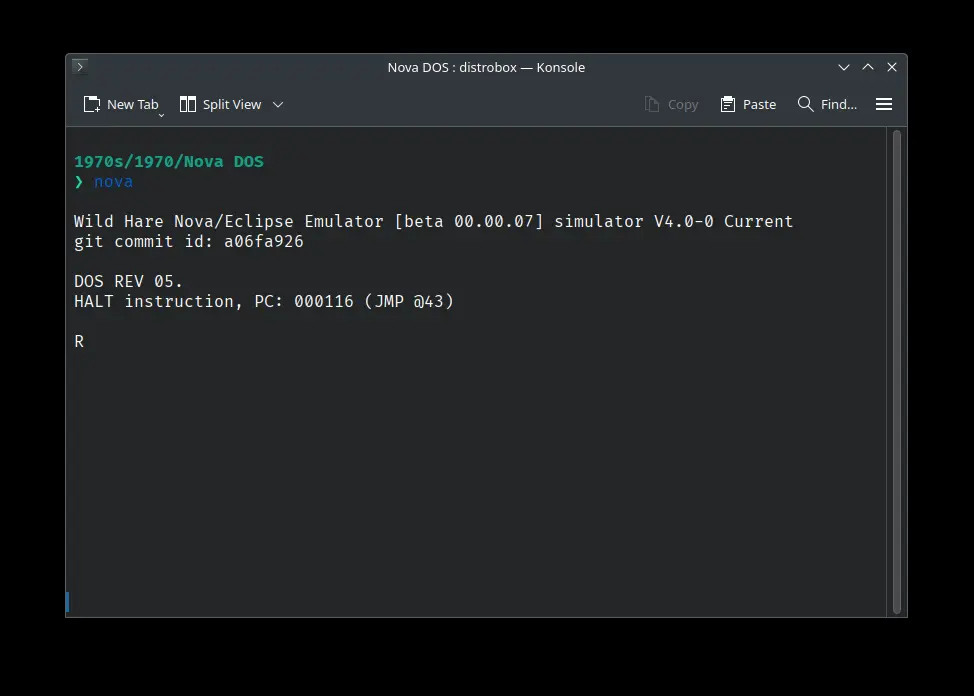 Nova DOS : distrobox — Konsole
New Tab Split View Copy Paste Find...
1970s/1970/Nova DOS
❯ nova
Wild Hare Nova/Eclipse Emulator [beta 00.00.07] simulator V4.0-0 Current
git commit id: a06fa926
DOS REV 05.
HALT instruction, PC: 000116 (JMP @43)
R